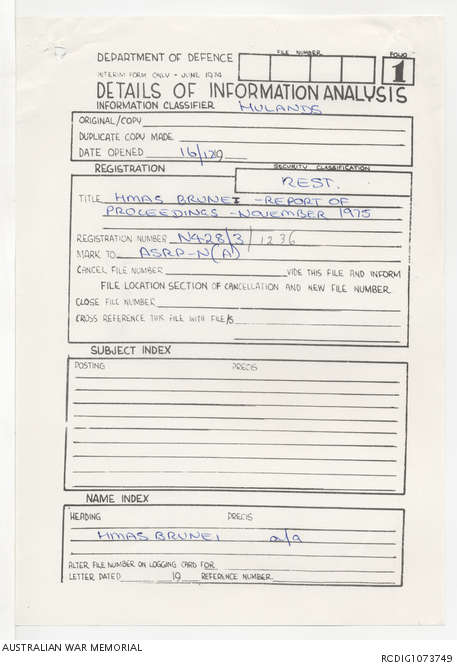 DEPARTMENT OF DEFENCE
FILE NUMBER
FOLIO
1
INTERIM FORM ONLY - JUNE 1974
DETAILS OF INFORMATION ANALYSIS
INFORMATION CLASSIFIER HULANDS
ORIGINAL/COPY
DUPLICATE COPY MADE
DATE OPENED 16/1289
REGISTRATION
SECURITY CLASSIFICATION
REST.
TITLE HMAS BRUNEI - REPORT OF
PROCEEDINGS - NOVEMBER 1975
REGISTRATION NUMBER N428/3/1236
MARK TO ASRP-N(A)
CANCEL FILE NUMBER VIDE THIS FILE AND INFORM
FILE LOCATION SECTION OF CANCELLATION AND NEW FILE NUMBER
CLOSE FILE NUMBER
CROSS REFERENCE THIS FILE WITH FILE/S
SUBJECT INDEX
POSTING PRECIS
NAME INDEX
HEADING PRECIS
HMAS BRUNEI a/a
ALTER FILE NUMBER ON LOGGING CARD FOR
LETTER DATED 19 REFERENCE NUMBER
AUSTRALIAN WAR MEMORIAL
RCDIG1073749